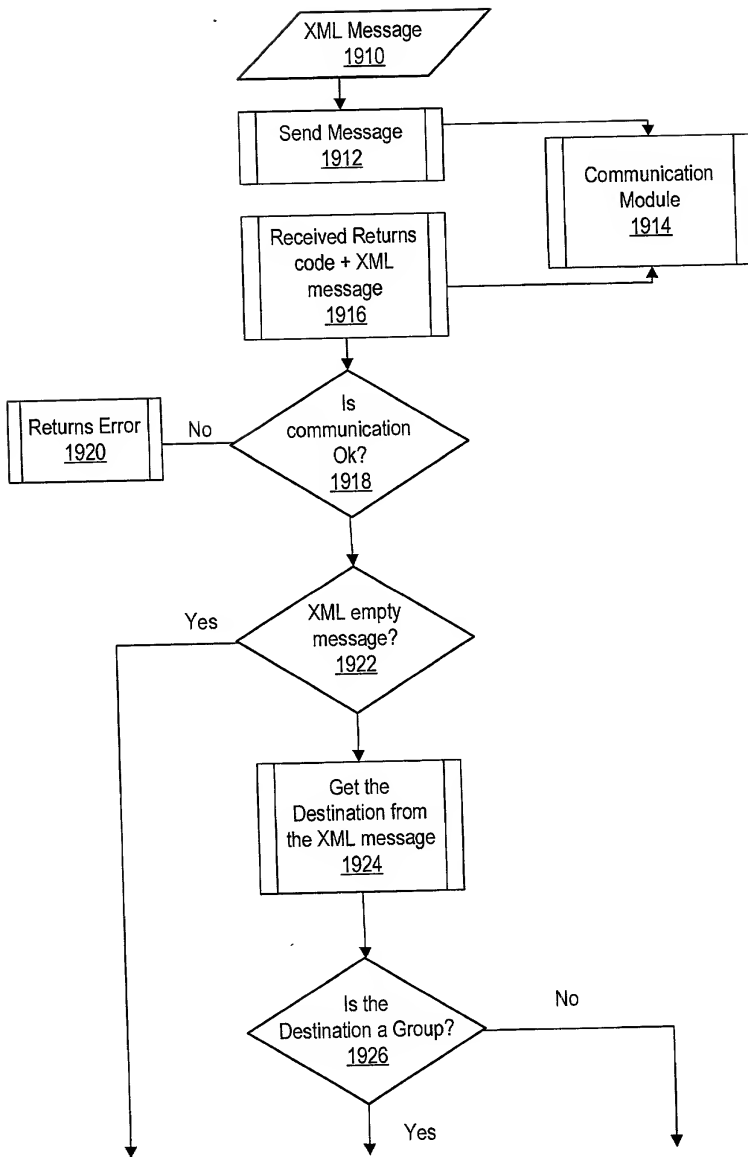 XML Message
1910
Send Message
1912
Communication
Module
1914
Received Returns
code + XML
message
1916
Is
communication
Ok?
1918
No
Returns Error
1920
XML empty
message?
1922
Yes
Get the
Destination from
the XML message
1924
Is the
Destination a Group?
1926
No
Yes